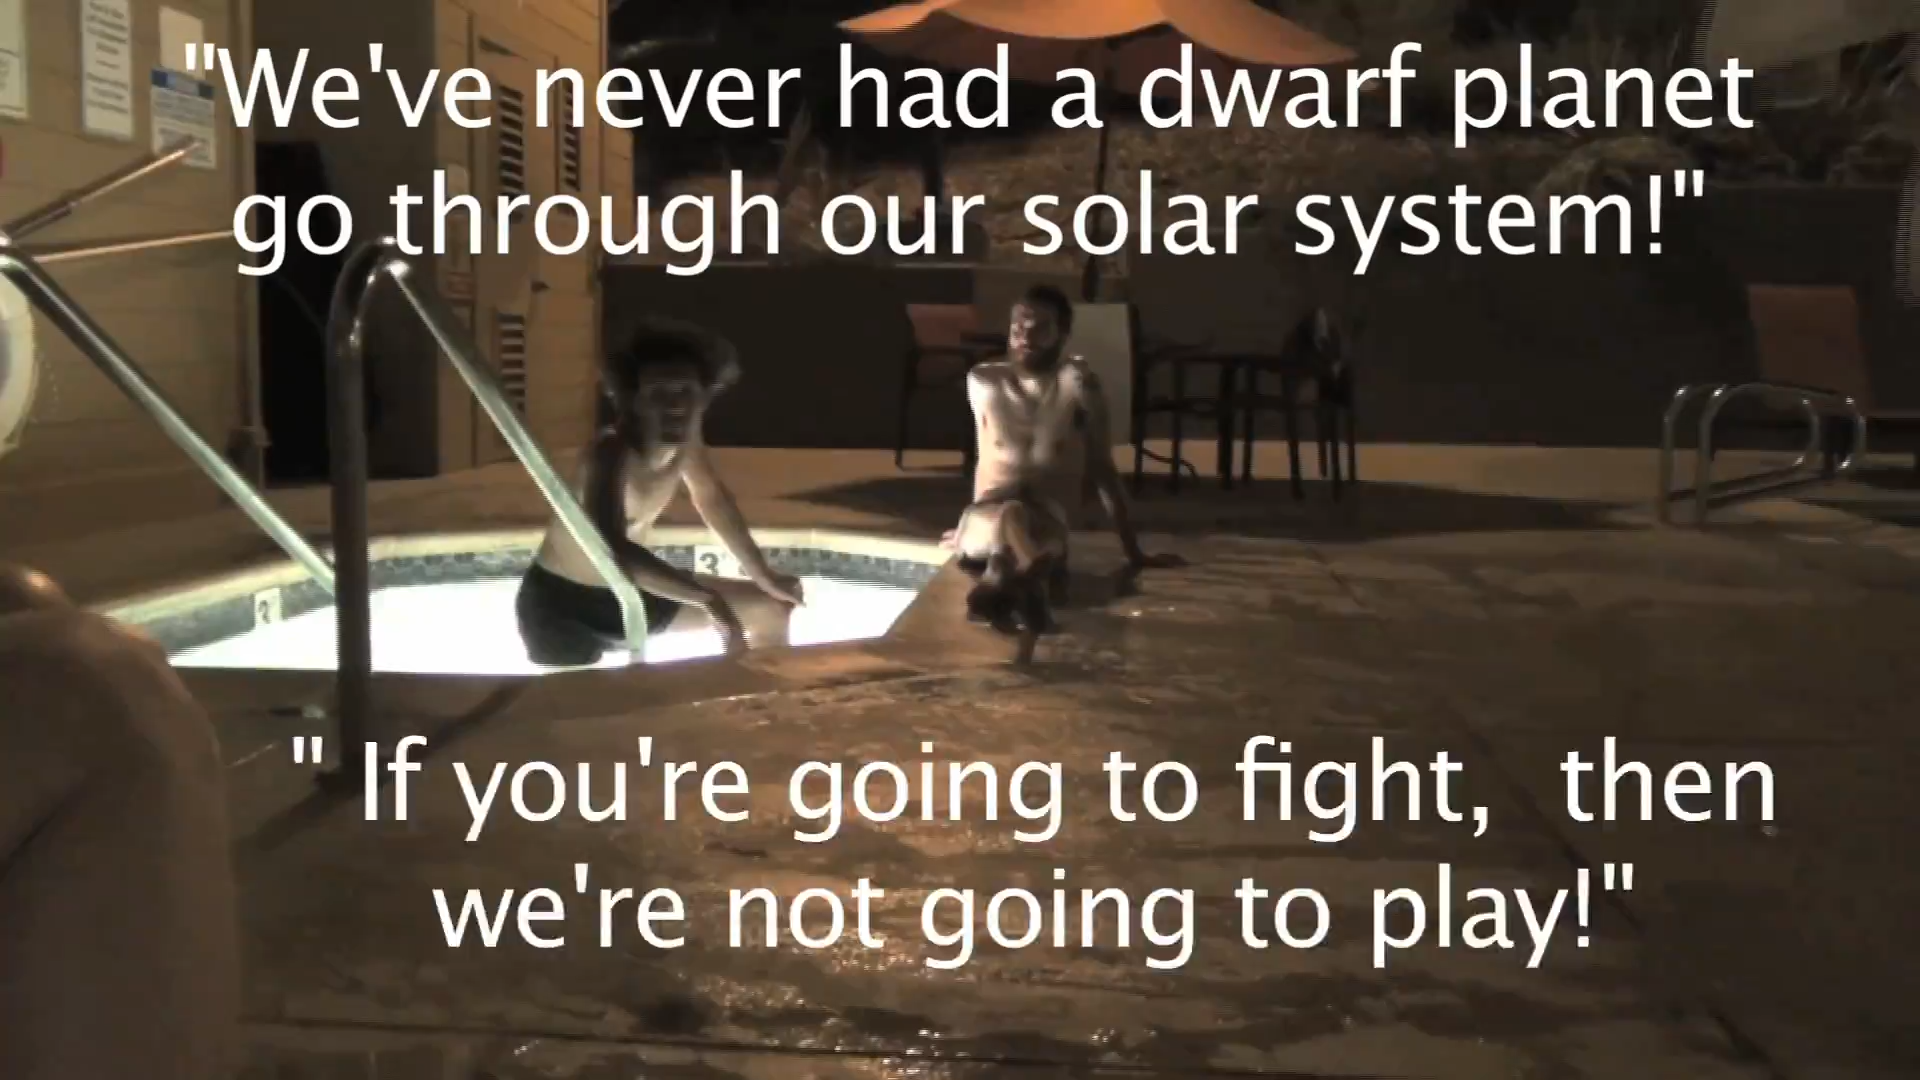 "We've never had a dwarf planet
go through our solar system!"
3
" If you're going to fight,  then
we're not going to play!"